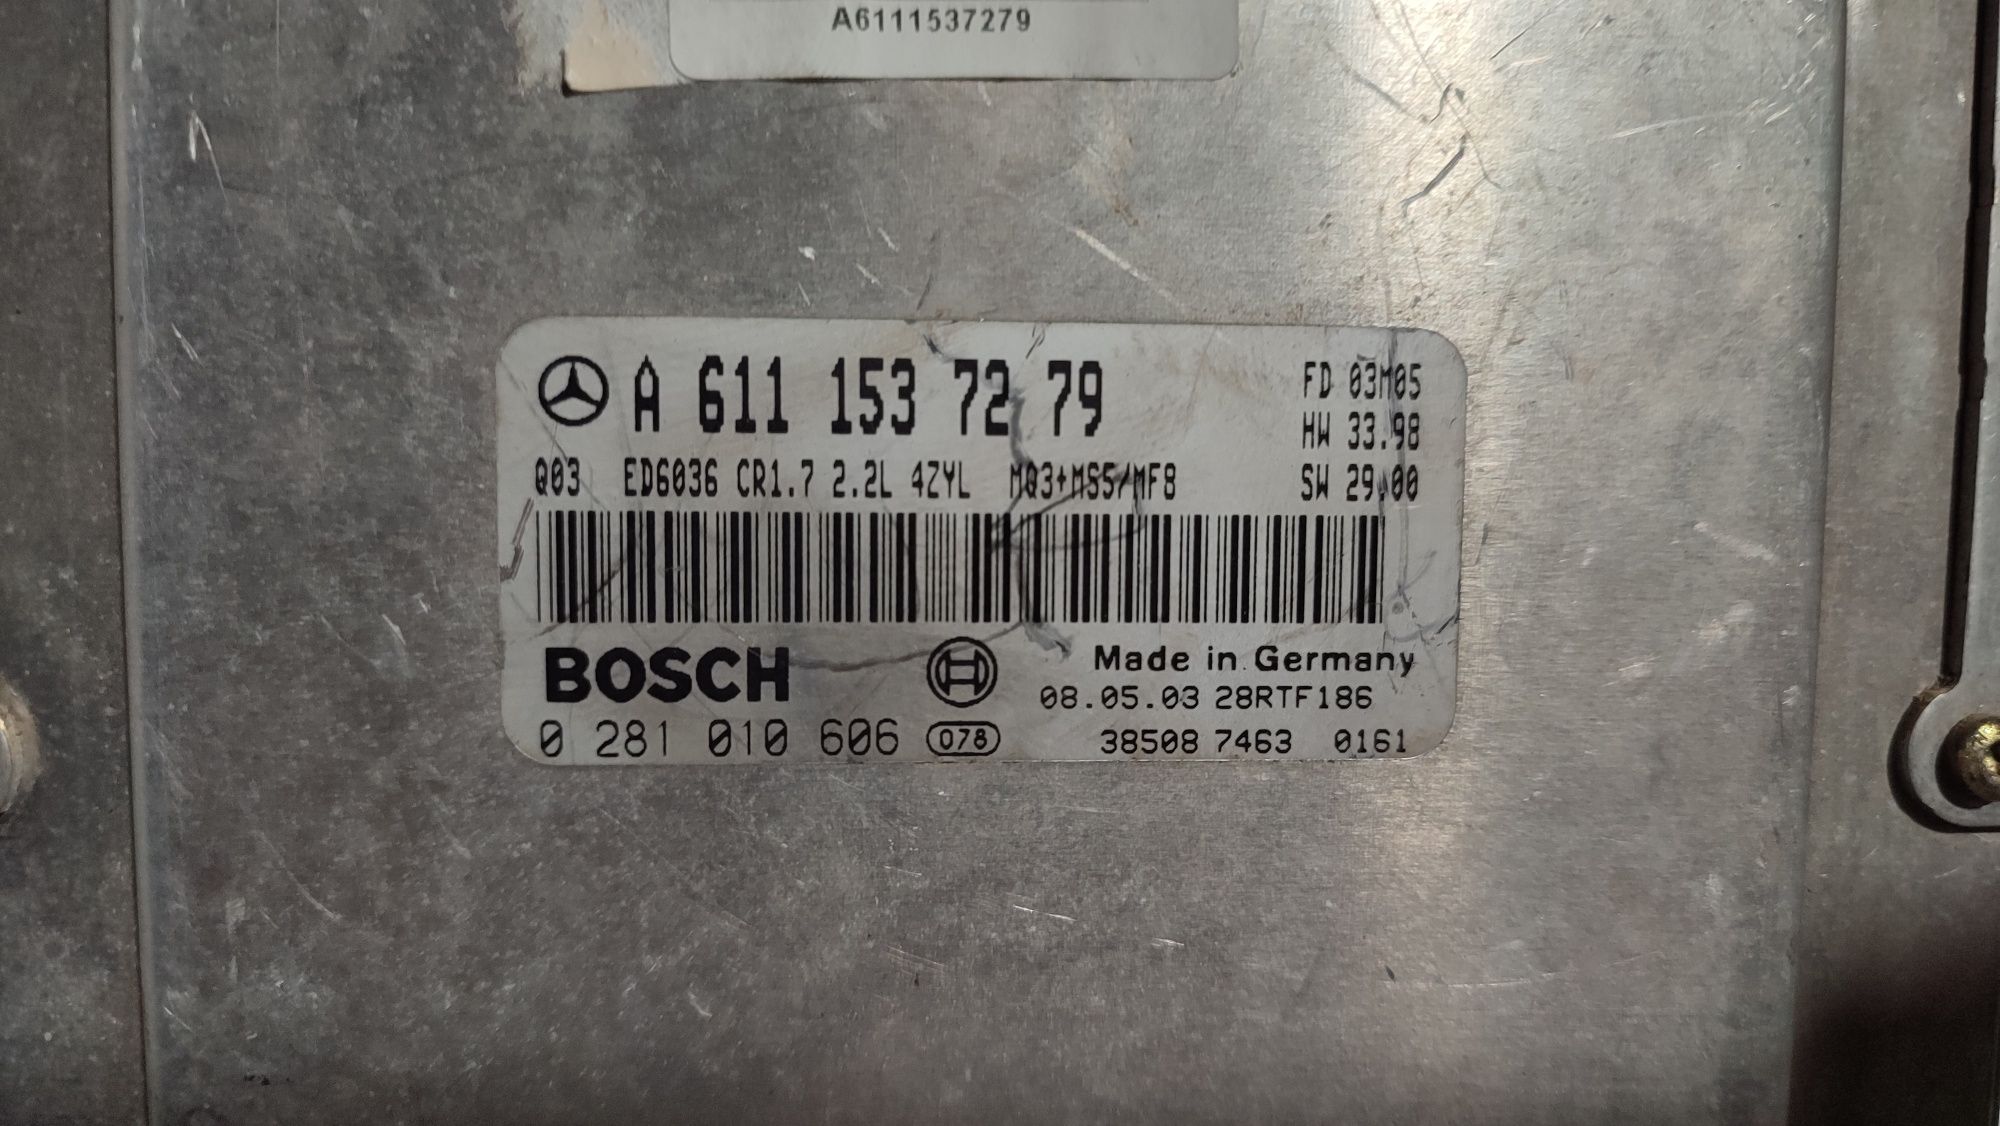 A6111537279
A 611 153 72 79 FD 03M05
HW 33.98
Q03 ED6036 CR1.7 2.2L 4ZYL MQ3+MS5/MF8 SW 29.00
BOSCH Made in Germany
08.05.03 28RTF186
0 281 010 606 078 38508 7463 0161